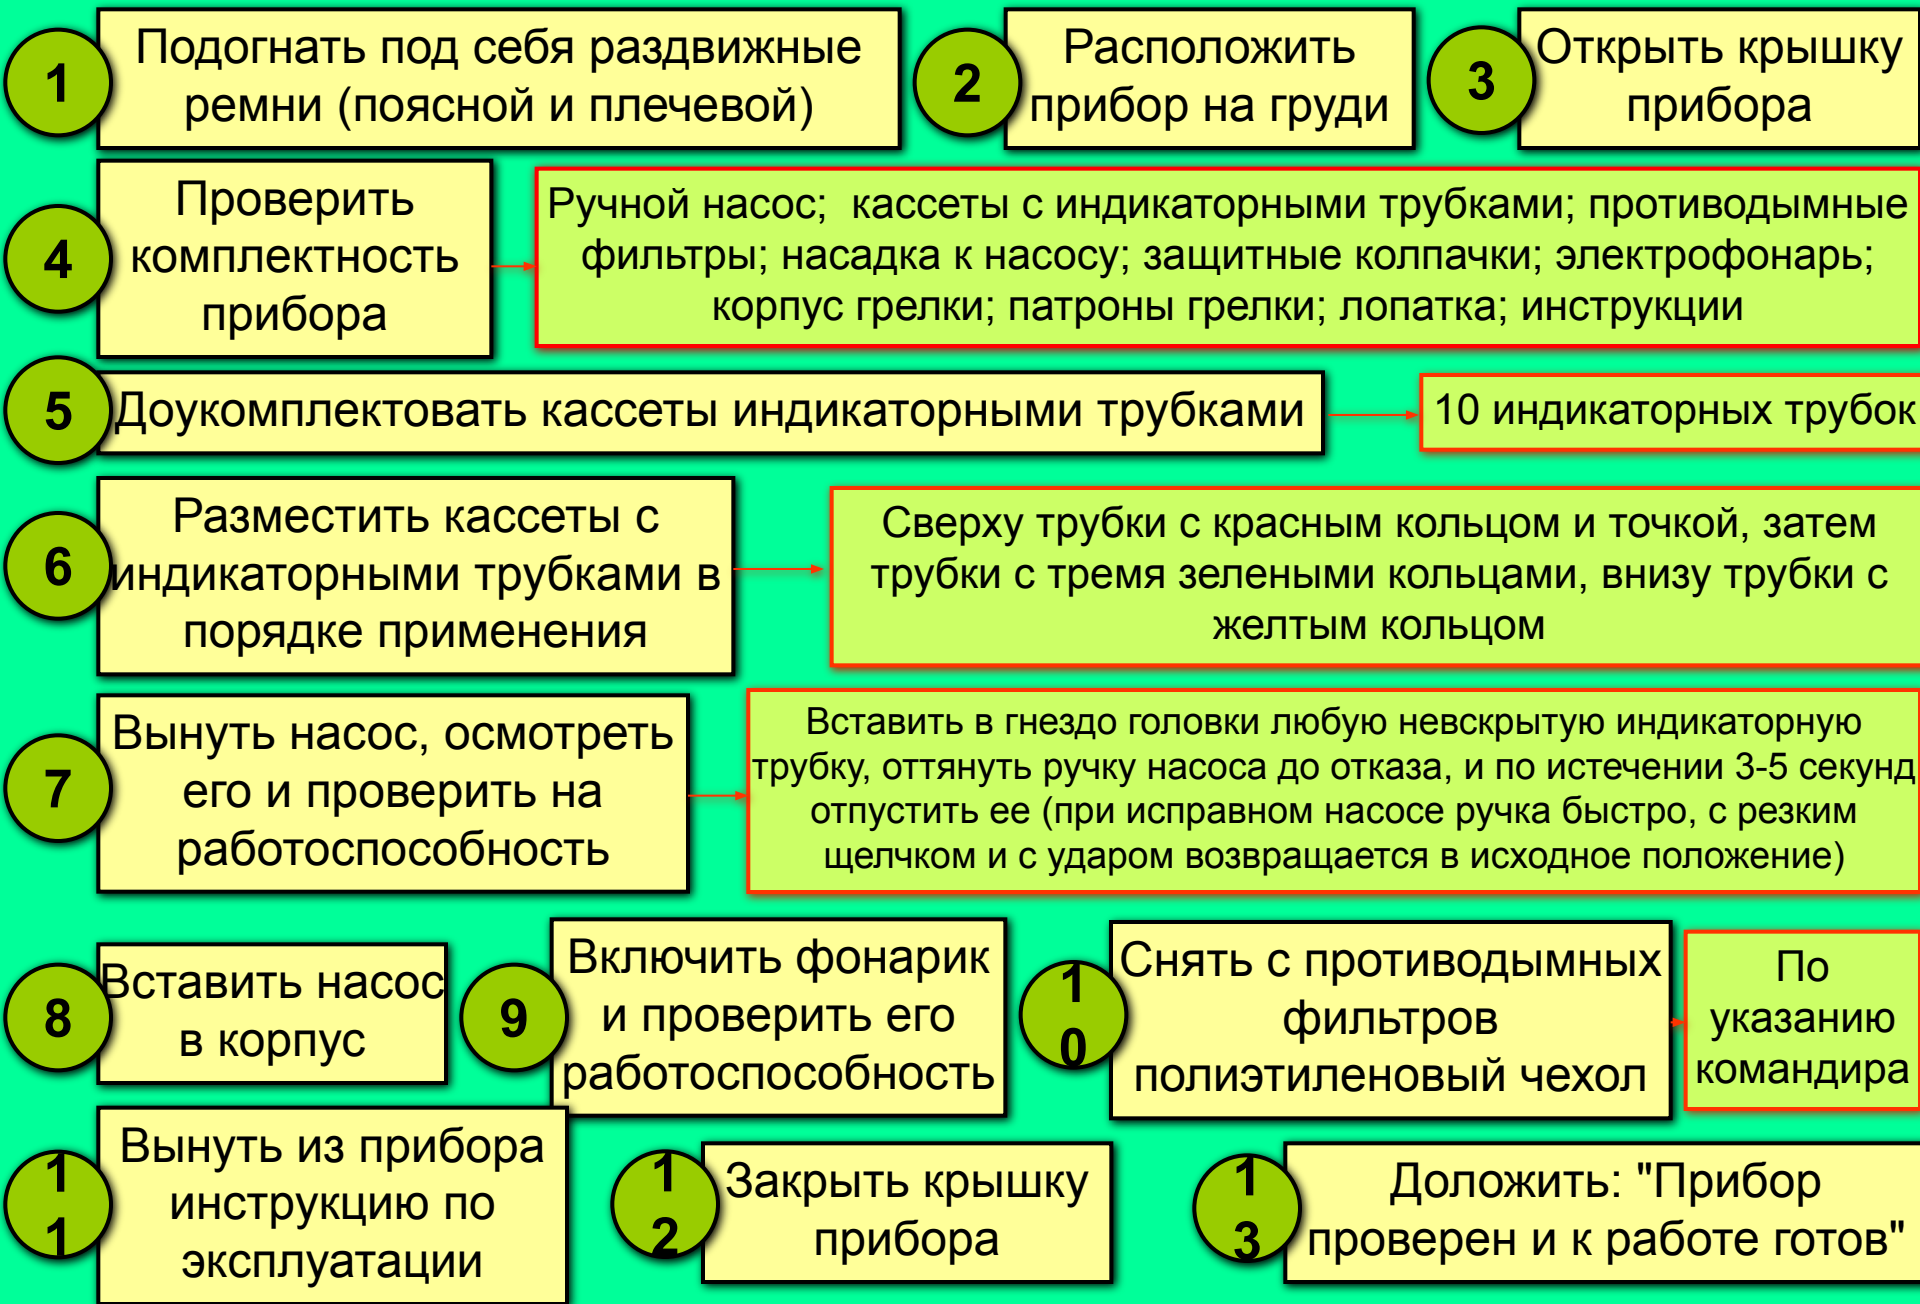 1
Подогнать под себя раздвижные
ремни (поясной и плечевой)
2
Расположить
прибор на груди
3
Открыть крышку
прибора
4
Проверить
комплектность
прибора
Ручной насос; кассеты с индикаторными трубками; противодымные
фильтры; насадка к насосу; защитные колпачки; электрофонарь;
корпус грелки; патроны грелки; лопатка; инструкции
5
Доукомплектовать кассеты индикаторными трубками
10 индикаторных трубок
6
Разместить кассеты с
индикаторными трубками в
порядке применения
Сверху трубки с красным кольцом и точкой, затем
трубки с тремя зелеными кольцами, внизу трубки с
желтым кольцом
7
Вынуть насос, осмотреть
его и проверить на
работоспособность
Вставить в гнездо головки любую невскрытую индикаторную
трубку, оттянуть ручку насоса до отказа, и по истечении 3-5 секунд
отпустить ее (при исправном насосе ручка быстро, с резким
щелчком и с ударом возвращается в исходное положение)
8
Вставить насос
в корпус
9
Включить фонарик
и проверить его
работоспособность
1
0
Снять с противодымных
фильтров
полиэтиленовый чехол
По
указанию
командира
1
1
Вынуть из прибора
инструкцию по
эксплуатации
1
2
Закрыть крышку
прибора
1
3
Доложить: "Прибор
проверен и к работе готов"